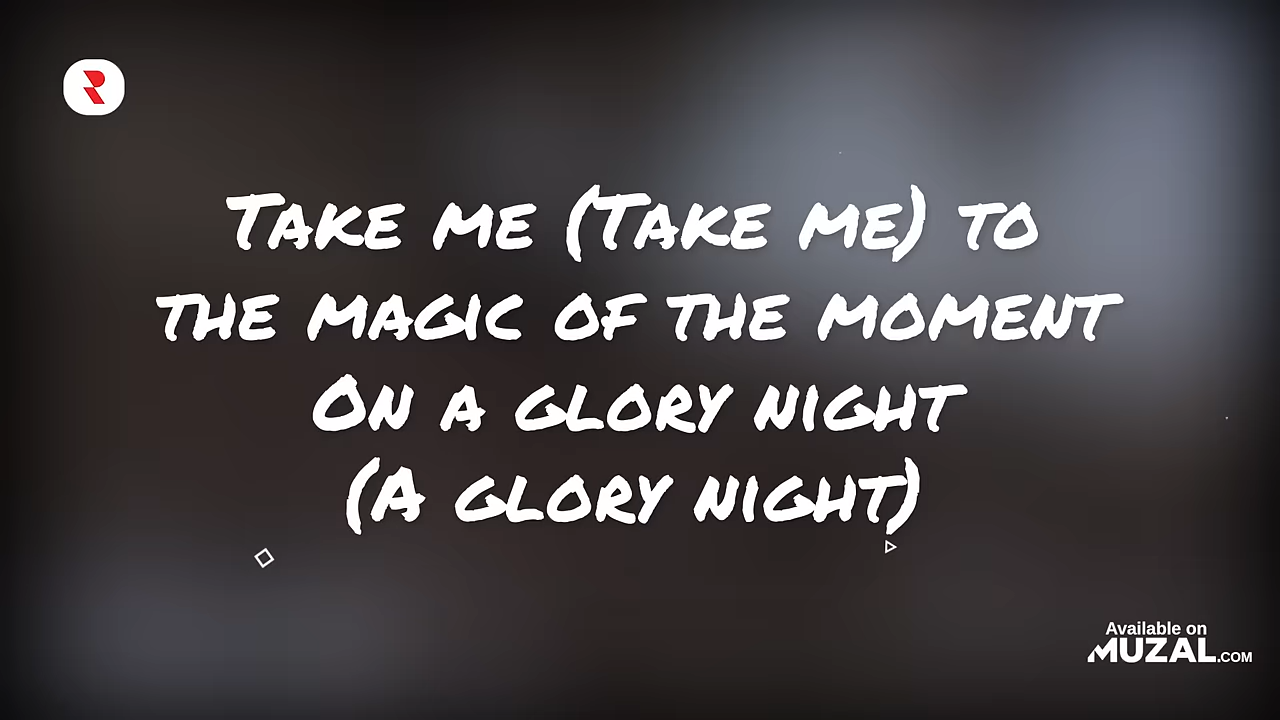 Take me (Take me) to
the magic of the moment
On a glory night
(A glory night)
Available on
MUZAL.COM